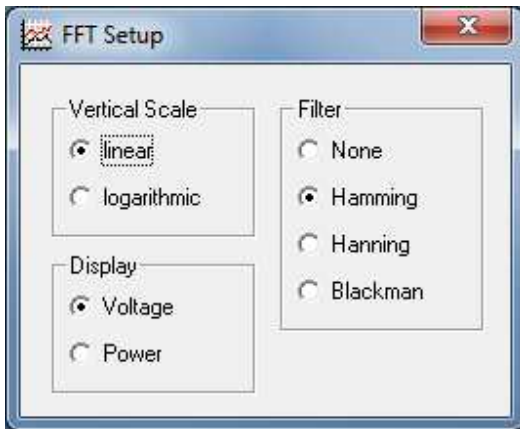 FFT Setup
Vertical Scale
linear
logarithmic
Display
Voltage
Power
Filter
None
Hamming
Hanning
Blackman